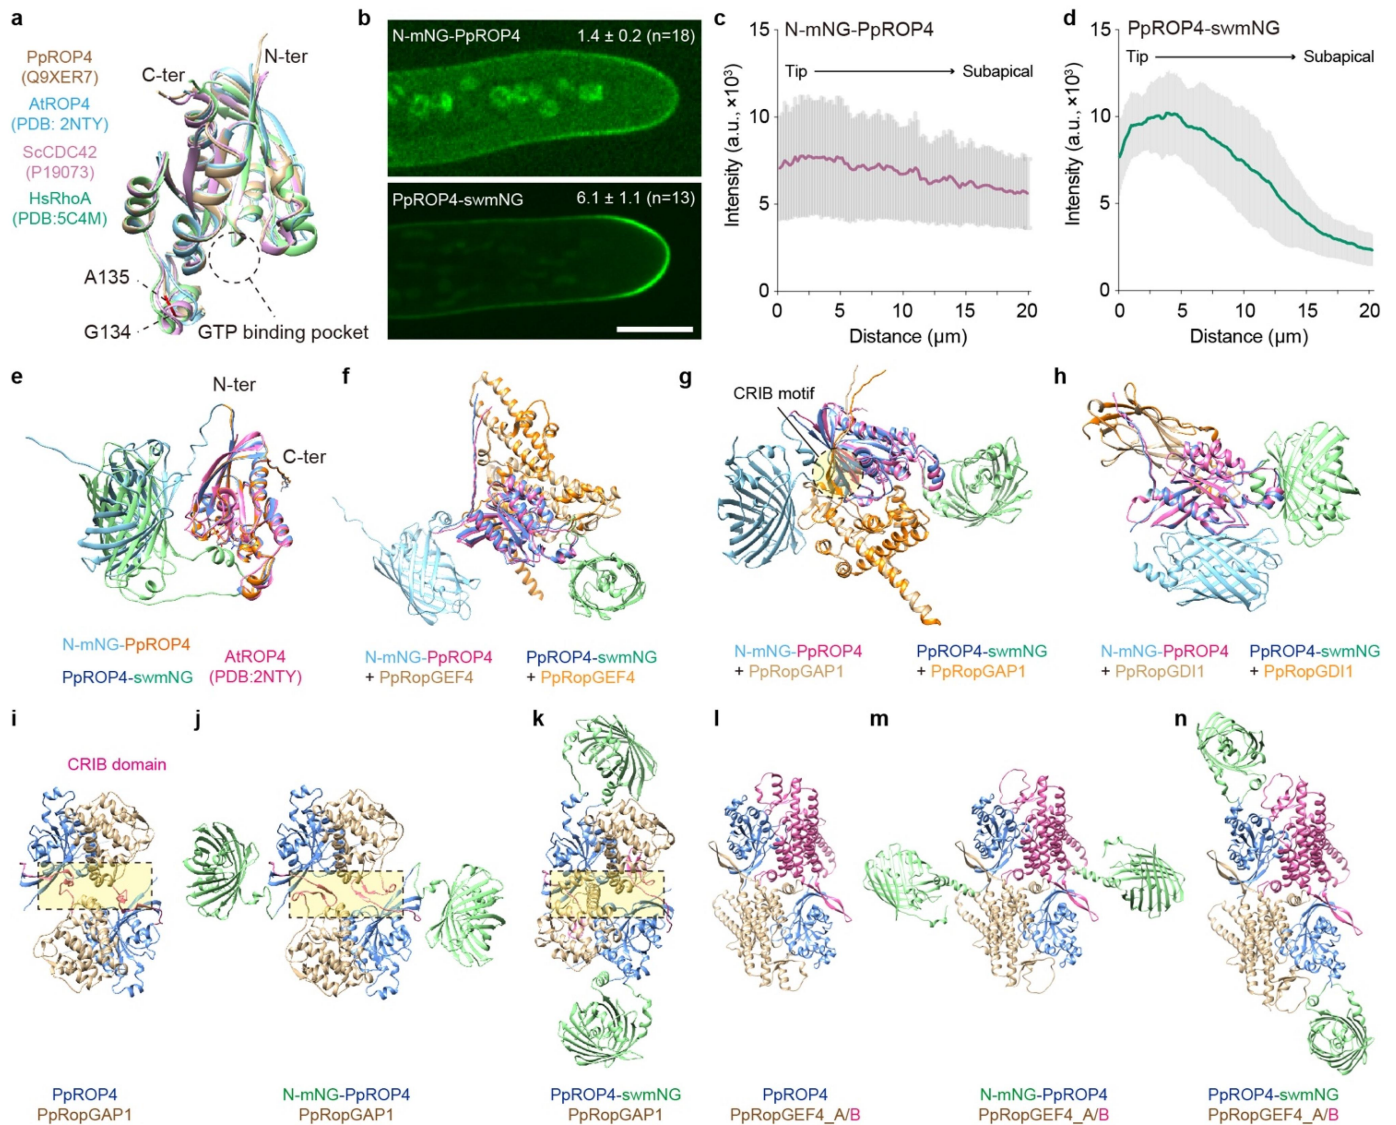 a
PpROP4
(Q9XER7)
AtROP4
(PDB: 2NTY)
ScCDC42
(P19073)
HsRhoA
(PDB:5C4M)
C-ter
N-ter
A135
G134
GTP binding pocket
b
N-mNG-PpROP4
1.4 ± 0.2 (n=18)
PpROP4-swmNG
6.1 ± 1.1 (n=13)
c
N-mNG-PpROP4
Tip
Subapical
Intensity (a.u., ×10³)
15
10
5
0
0 5 10 15 20
Distance (μm)
d
PpROP4-swmNG
Tip
Subapical
Intensity (a.u., ×10³)
15
10
5
0
0 5 10 15 20
Distance (μm)
e
N-ter
C-ter
N-mNG-PpROP4
PpROP4-swmNG
AtROP4
(PDB:2NTY)
f
N-mNG-PpROP4
+ PpRopGEF4
PpROP4-swmNG
+ PpRopGEF4
g
CRIB motif
N-mNG-PpROP4
+ PpRopGAP1
PpROP4-swmNG
+ PpRopGAP1
h
N-mNG-PpROP4
+ PpRopGDI1
PpROP4-swmNG
+ PpRopGDI1
i
CRIB domain
PpROP4
PpRopGAP1
j
N-mNG-PpROP4
PpRopGAP1
k
PpROP4-swmNG
PpRopGAP1
l
PpROP4
PpRopGEF4_A/B
m
N-mNG-PpROP4
PpRopGEF4_A/B
n
PpROP4-swmNG
PpRopGEF4_A/B